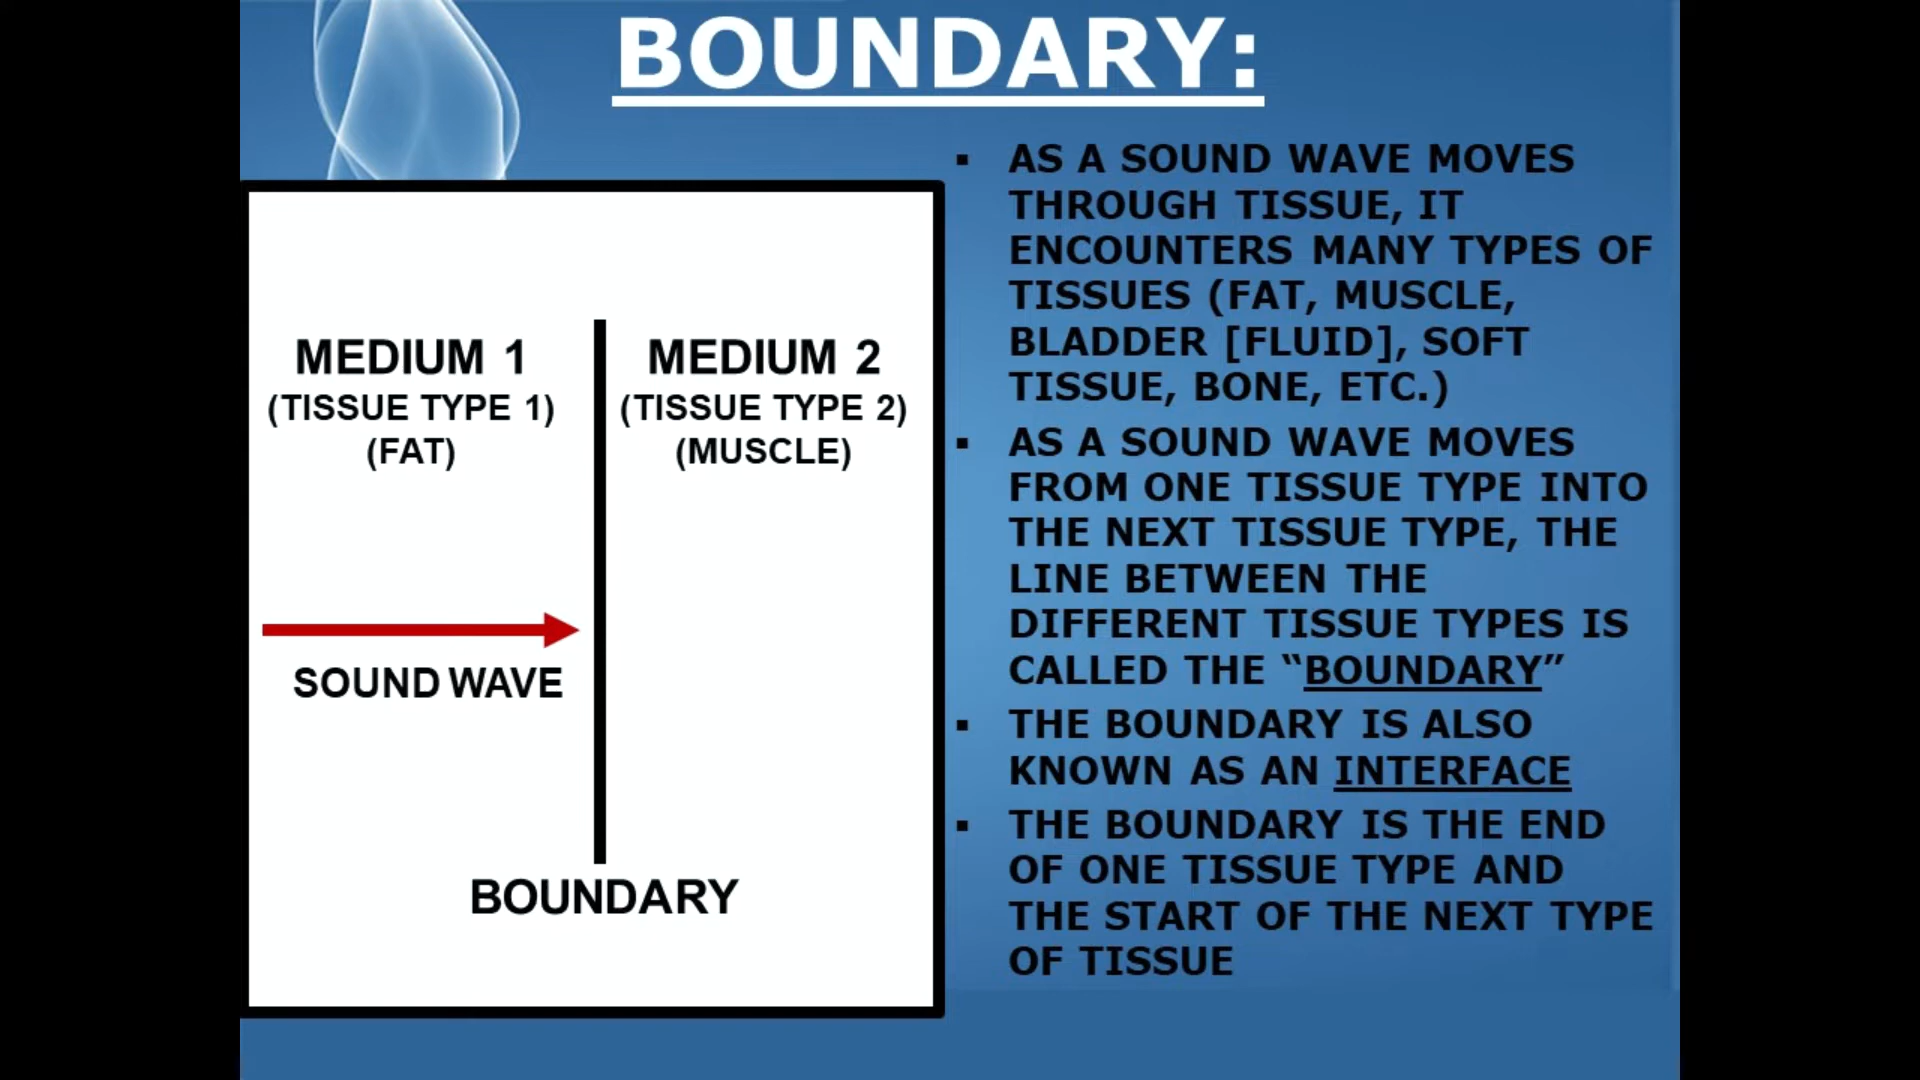 BOUNDARY:
MEDIUM 1
(TISSUE TYPE 1)
(FAT)
MEDIUM 2
(TISSUE TYPE 2)
(MUSCLE)
SOUND WAVE
BOUNDARY
▪ AS A SOUND WAVE MOVES
THROUGH TISSUE, IT
ENCOUNTERS MANY TYPES OF
TISSUES (FAT, MUSCLE,
BLADDER [FLUID], SOFT
TISSUE, BONE, ETC.)
▪ AS A SOUND WAVE MOVES
FROM ONE TISSUE TYPE INTO
THE NEXT TISSUE TYPE, THE
LINE BETWEEN THE
DIFFERENT TISSUE TYPES IS
CALLED THE “BOUNDARY”
▪ THE BOUNDARY IS ALSO
KNOWN AS AN INTERFACE
▪ THE BOUNDARY IS THE END
OF ONE TISSUE TYPE AND
THE START OF THE NEXT TYPE
OF TISSUE